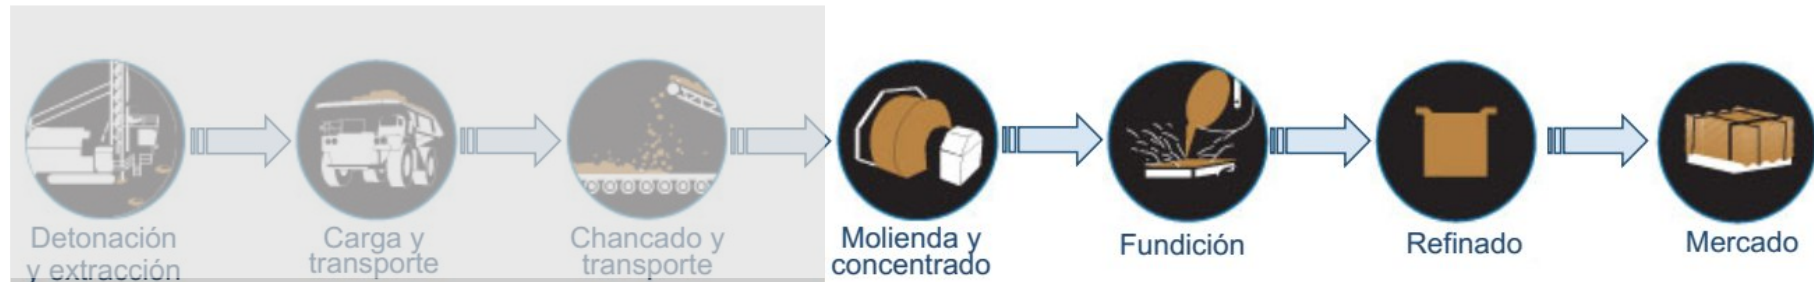 Detonación
y extracción
Carga y
transporte
Chancado y
transporte
Molienda y
concentrado
Fundición
Refinado
Mercado